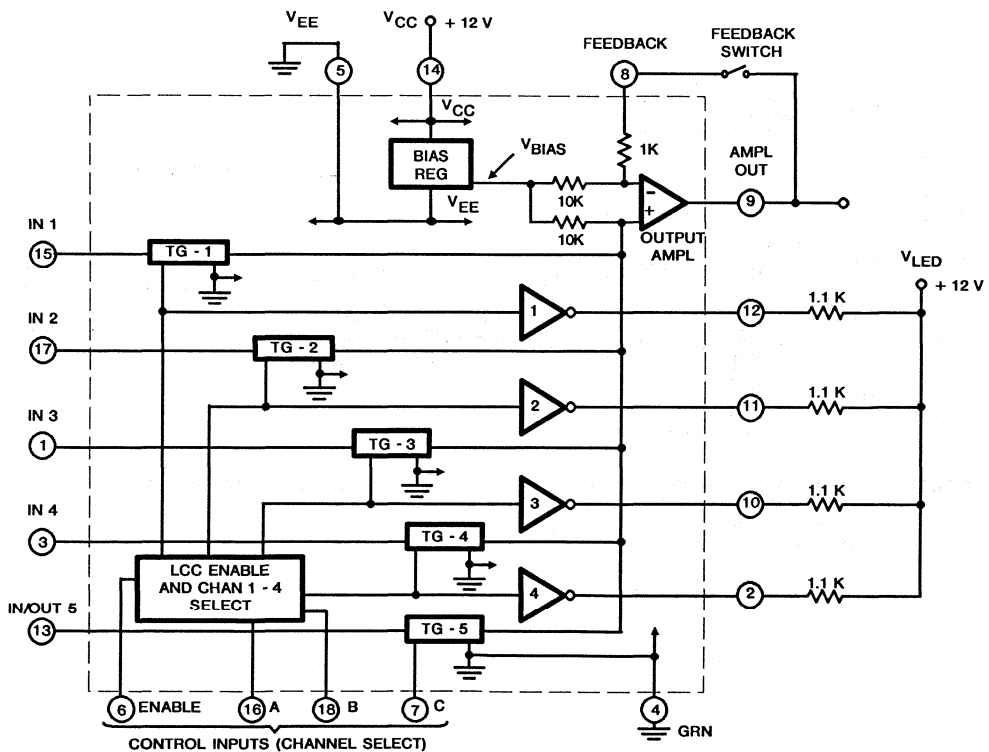 VEE
VCC + 12 V
FEEDBACK
FEEDBACK SWITCH
5
14
8
VCC
BIAS REG
VBIAS
1K
AMPL OUT
10K
10K
VEE
-
+
9
OUTPUT AMPL
IN 1
15
TG - 1
VLED
+ 12 V
1
12
1.1 K
IN 2
17
TG - 2
2
11
1.1 K
IN 3
1
TG - 3
3
10
1.1 K
IN 4
3
TG - 4
LCC ENABLE
AND CHAN 1 - 4
SELECT
4
2
1.1 K
IN/OUT 5
13
TG - 5
6 ENABLE
16 A
18 B
7 C
4
GRN
CONTROL INPUTS (CHANNEL SELECT)